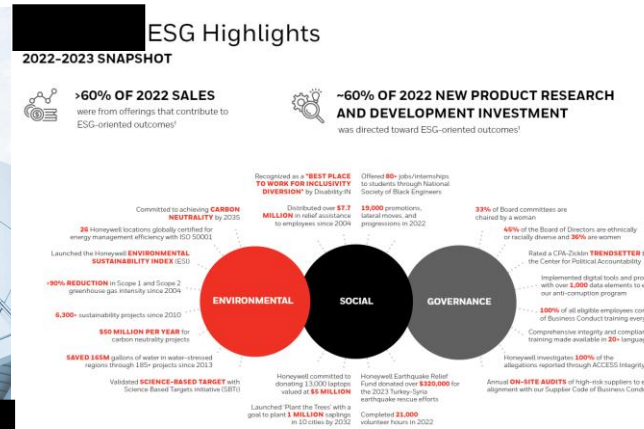 ESG Highlights
2022-2023 SNAPSHOT
>60% OF 2022 SALES
were from offerings that contribute to
ESG-oriented outcomes¹
~60% OF 2022 NEW PRODUCT RESEARCH
AND DEVELOPMENT INVESTMENT
was directed toward ESG-oriented outcomes¹
Committed to achieving CARBON
NEUTRALITY by 2035
26 Honeywell locations globally certified for
energy management efficiency with ISO 50001
Launched the Honeywell ENVIRONMENTAL
SUSTAINABILITY INDEX (ESI)
>90% REDUCTION in Scope 1 and Scope 2
greenhouse gas intensity since 2004
6,300+ sustainability projects since 2010
$50 MILLION PER YEAR for
carbon neutrality projects
SAVED 165M gallons of water in water-stressed
regions through 185+ projects since 2013
Validated SCIENCE-BASED TARGET with
Science Based Targets initiative (SBTi)
ENVIRONMENTAL
Recognized as a "BEST PLACE
TO WORK FOR INCLUSIVITY
DIVERSION" by Disability:IN
Distributed over $7.7
MILLION in relief assistance
to employees since 2004
Offered 80+ jobs/internships
to students through National
Society of Black Engineers
19,000 promotions,
lateral moves, and
progressions in 2022
SOCIAL
Honeywell committed to
donating 13,000 laptops
valued at $5 MILLION
Launched 'Plant the Trees' with a
goal to plant 1 MILLION saplings
in 10 cities by 2032
Honeywell Earthquake Relief
Fund donated over $320,000 for
the 2023 Turkey-Syria
earthquake rescue efforts
Completed 21,000
volunteer hours in 2022
33% of Board committees are
chaired by a woman
45% of the Board of Directors are ethnically
or racially diverse and 36% are women
Rated a CPA-Zicklin TRENDSETTER
the Center for Political Accountability
Implemented digital tools and
with over 1,000 data elements to
our anti-corruption program
100% of all eligible employees
of Business Conduct training
Comprehensive integrity and
training made available in 20+
Honeywell investigates 100% of the
allegations reported through ACCESS Integrity
Annual ON-SITE AUDITS of high-risk suppliers to
alignment with our Supplier Code of Business
GOVERNANCE